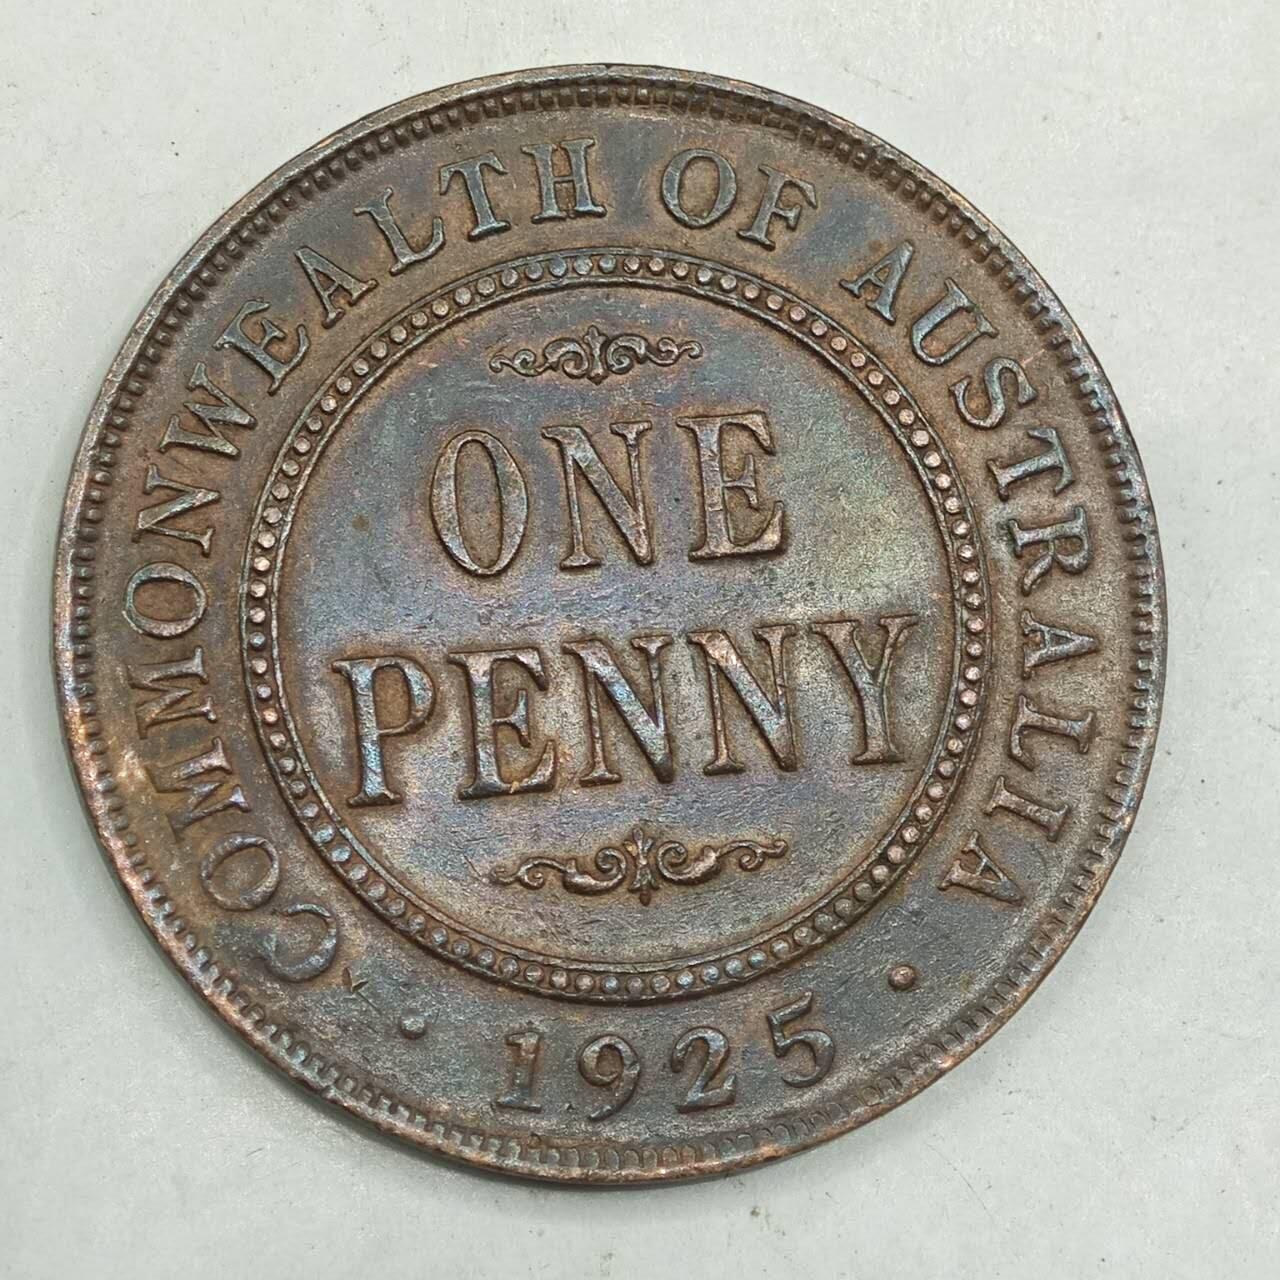 COMMONWEALTH OF AUSTRALIA
ONE
PENNY
· 1925 ·